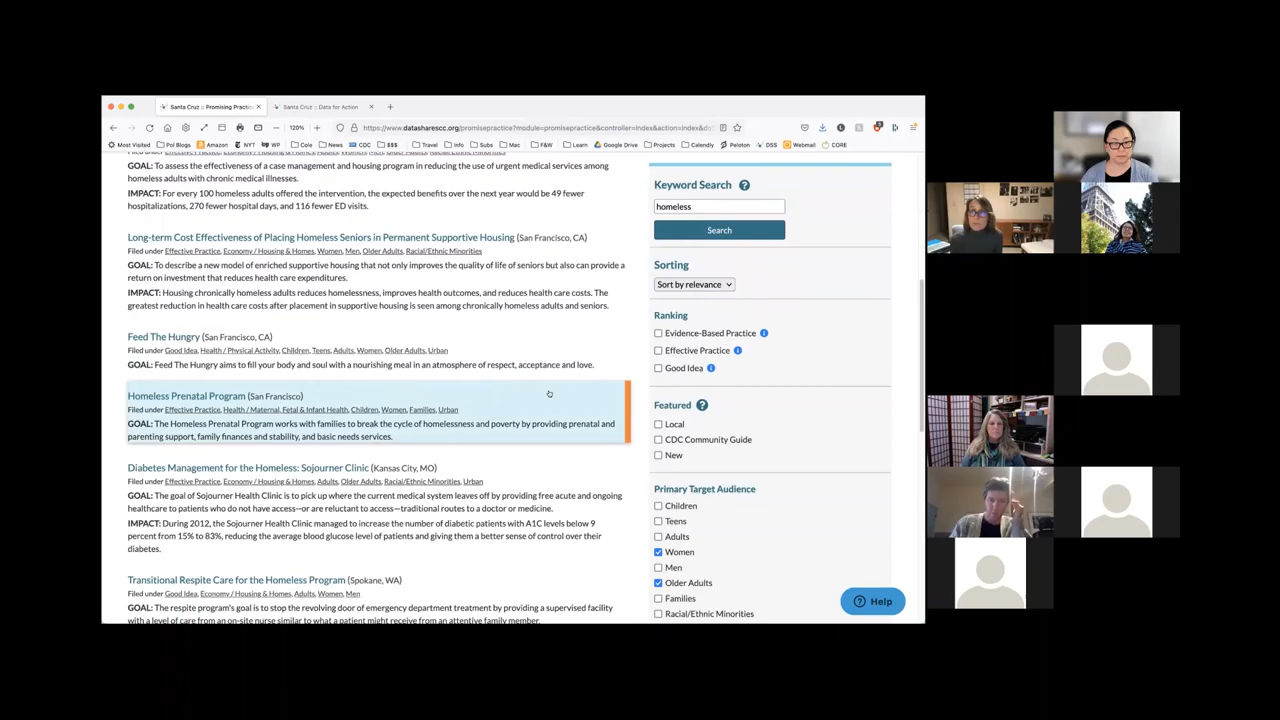 Santa Cruz :: Promising Practic
Santa Cruz :: Data for Action
120%
https://www.datasharescc.org/promisepractice?module=promisepractice&controller=index&action=index&do
Most Visited
Pol Blogs
Amazon
NYT
WP
Cole
News
CDC
$$$
Travel
Info
Subs
Mac
F&W
Learn
Google Drive
Projects
Calendly
Peloton
DSS
Webmail
CORE
GOAL: To assess the effectiveness of a case management and housing program in reducing the use of urgent medical services among
homeless adults with chronic medical illnesses.
IMPACT: For every 100 homeless adults offered the intervention, the expected benefits over the next year would be 49 fewer
hospitalizations, 270 fewer hospital days, and 116 fewer ED visits.
Long-term Cost Effectiveness of Placing Homeless Seniors in Permanent Supportive Housing (San Francisco, CA)
Filed under Effective Practice, Economy / Housing & Homes, Women, Men, Older Adults, Racial/Ethnic Minorities
GOAL: To describe a new model of enriched supportive housing that not only improves the quality of life of seniors but also can provide a
return on investment that reduces health care expenditures.
IMPACT: Housing chronically homeless adults reduces homelessness, improves health outcomes, and reduces health care costs. The
greatest reduction in health care costs after placement in supportive housing is seen among chronically homeless adults and seniors.
Feed The Hungry (San Francisco, CA)
Filed under Good Idea, Health / Physical Activity, Children, Teens, Adults, Women, Older Adults, Urban
GOAL: Feed The Hungry aims to fill your body and soul with a nourishing meal in an atmosphere of respect, acceptance and love.
Homeless Prenatal Program (San Francisco)
Filed under Effective Practice, Health / Maternal, Fetal & Infant Health, Children, Women, Families, Urban
GOAL: The Homeless Prenatal Program works with families to break the cycle of homelessness and poverty by providing prenatal and
parenting support, family finances and stability, and basic needs services.
Diabetes Management for the Homeless: Sojourner Clinic (Kansas City, MO)
Filed under Effective Practice, Economy / Housing & Homes, Adults, Older Adults, Racial/Ethnic Minorities, Urban
GOAL: The goal of Sojourner Health Clinic is to pick up where the current medical system leaves off by providing free acute and ongoing
healthcare to patients who do not have access—or are reluctant to access—traditional routes to a doctor or medicine.
IMPACT: During 2012, the Sojourner Health Clinic managed to increase the number of diabetic patients with A1C levels below 9
percent from 15% to 83%, reducing the average blood glucose level of patients and giving them a better sense of control over their
diabetes.
Transitional Respite Care for the Homeless Program (Spokane, WA)
Filed under Good Idea, Economy / Housing & Homes, Adults, Women, Men
GOAL: The respite program's goal is to stop the revolving door of emergency department treatment by providing a supervised facility
with a level of care from an on-site nurse similar to what a patient might receive from an attentive family member.
Keyword Search ?
homeless
Search
Sorting
Sort by relevance
Ranking
Evidence-Based Practice
Effective Practice
Good Idea
Featured ?
Local
CDC Community Guide
New
Primary Target Audience
Children
Teens
Adults
Women
Men
Older Adults
Families
Racial/Ethnic Minorities
? Help